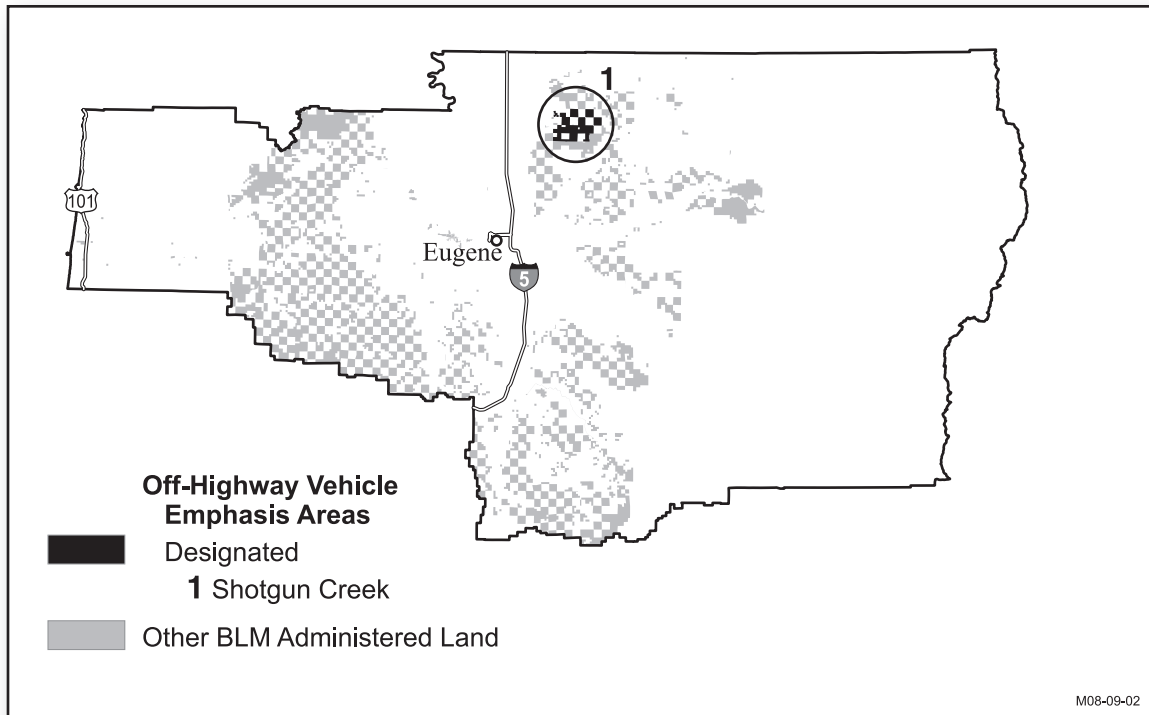 1
101
Eugene
5
Off-Highway Vehicle
Emphasis Areas
Designated
1 Shotgun Creek
Other BLM Administered Land
M08-09-02